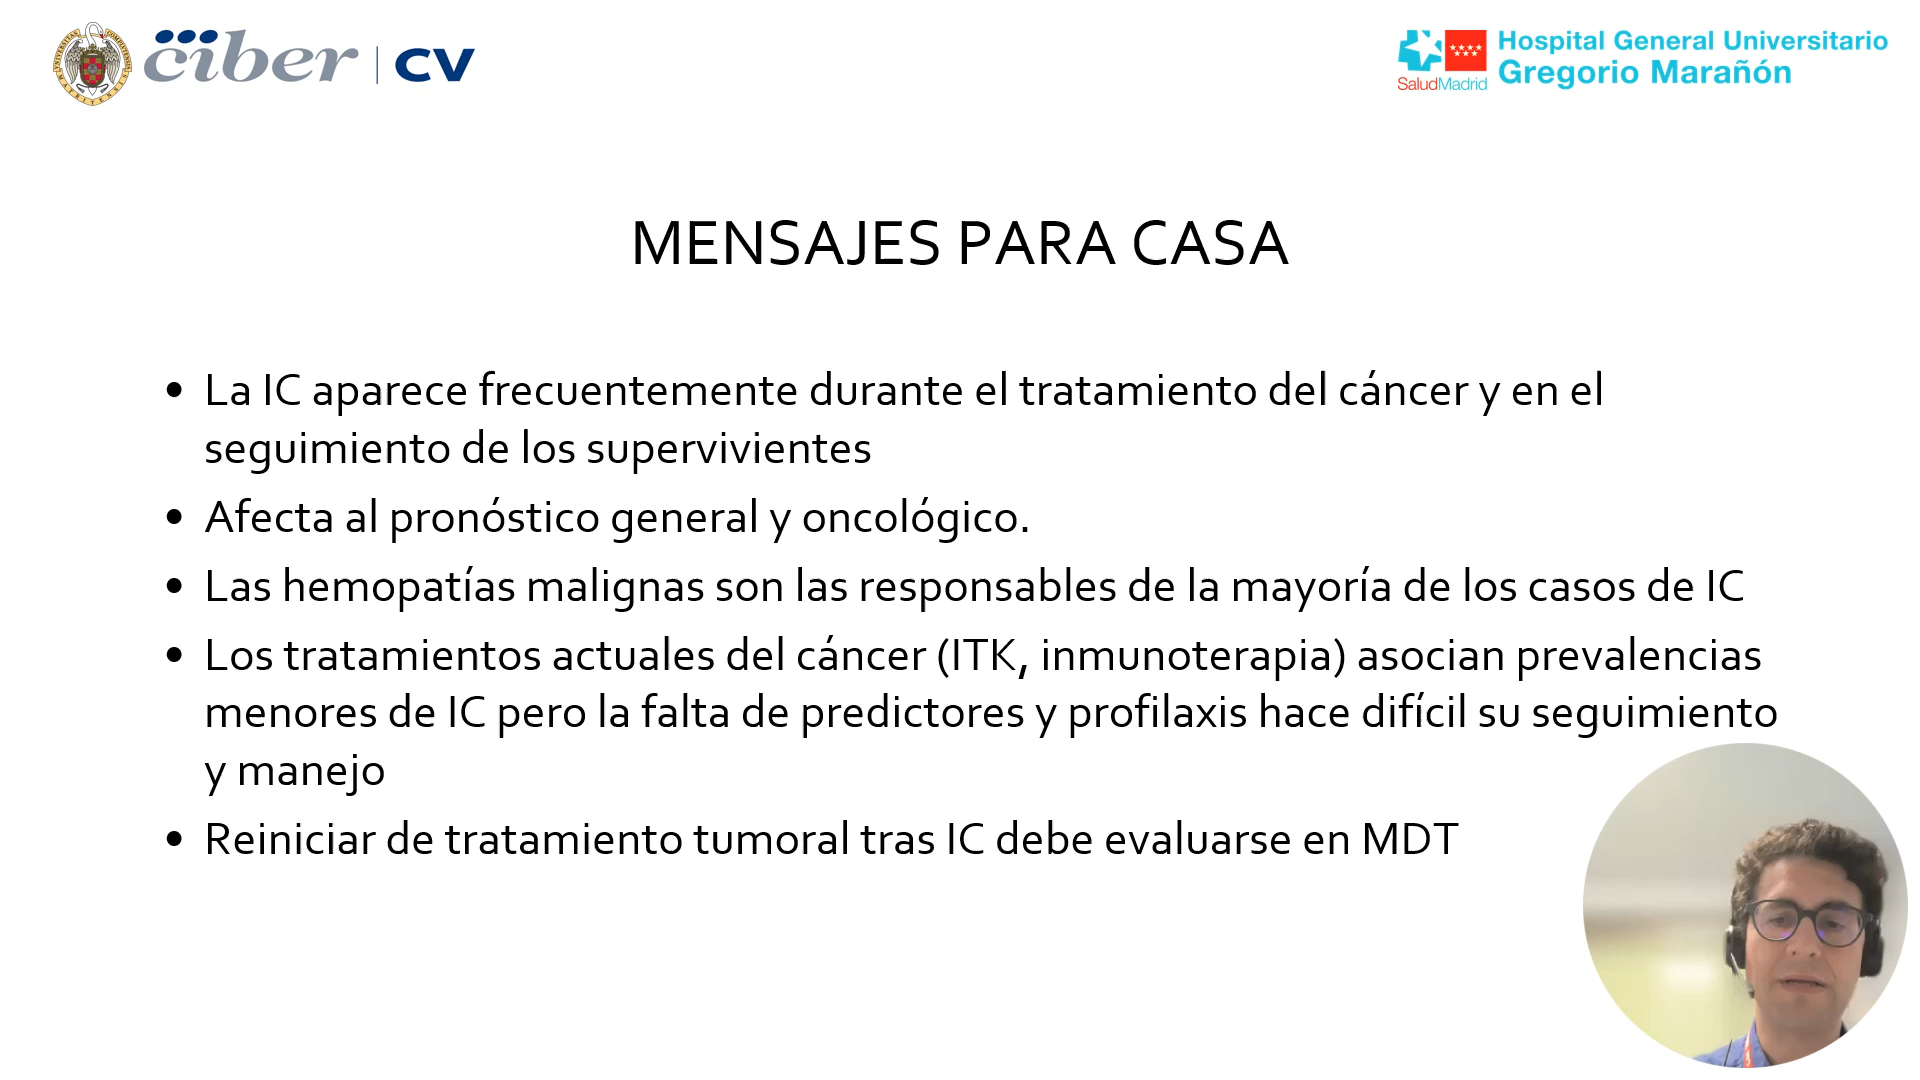 ciber | CV
SaludMadrid
Hospital General Universitario
Gregorio Marañón
MENSAJES PARA CASA
• La IC aparece frecuentemente durante el tratamiento del cáncer y en el
seguimiento de los supervivientes
• Afecta al pronóstico general y oncológico.
• Las hemopatías malignas son las responsables de la mayoría de los casos de IC
• Los tratamientos actuales del cáncer (ITK, inmunoterapia) asocian prevalencias
menores de IC pero la falta de predictores y profilaxis hace difícil su seguimiento
y manejo
• Reiniciar de tratamiento tumoral tras IC debe evaluarse en MDT